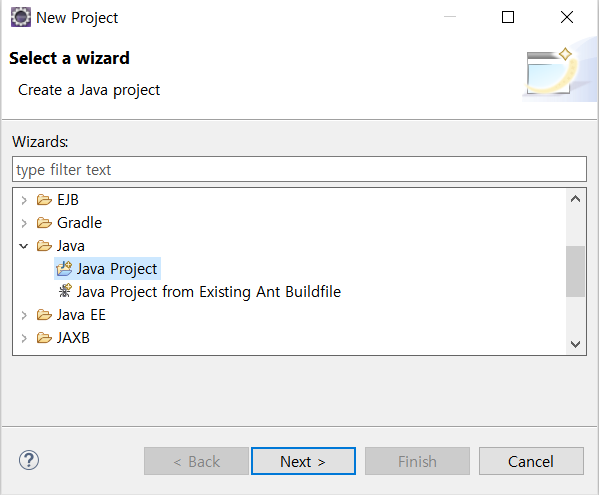 New Project
Select a wizard
Create a Java project
Wizards:
type filter text
EJB
Gradle
Java
Java Project
Java Project from Existing Ant Buildfile
Java EE
JAXB
?
< Back
Next >
Finish
Cancel